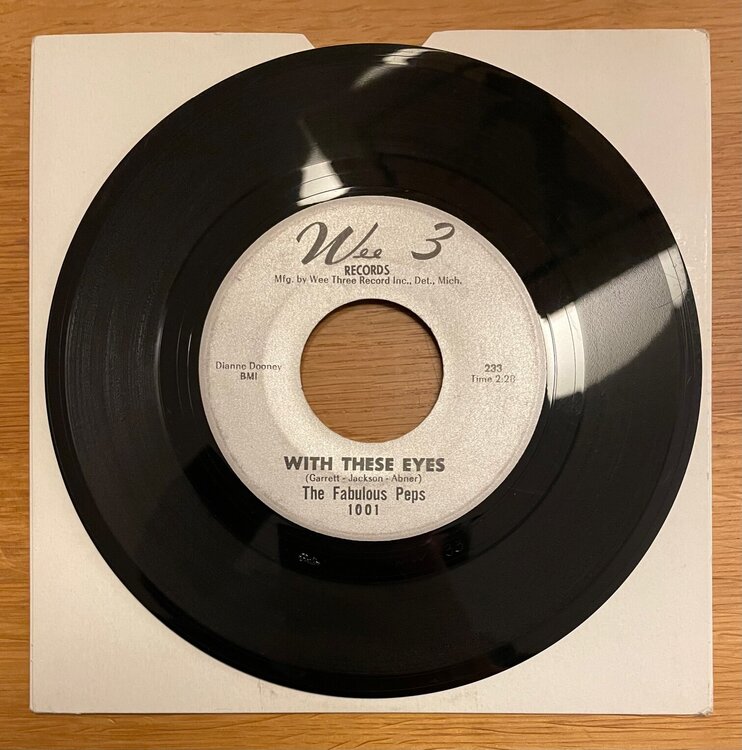 Wee 3
RECORDS
Mfg. by Wee Three Record Inc., Det., Mich.
Dianne Dooney
BMI
233
Time 2:28
WITH THESE EYES
(Garrett - Jackson - Abner)
The Fabulous Peps
1001